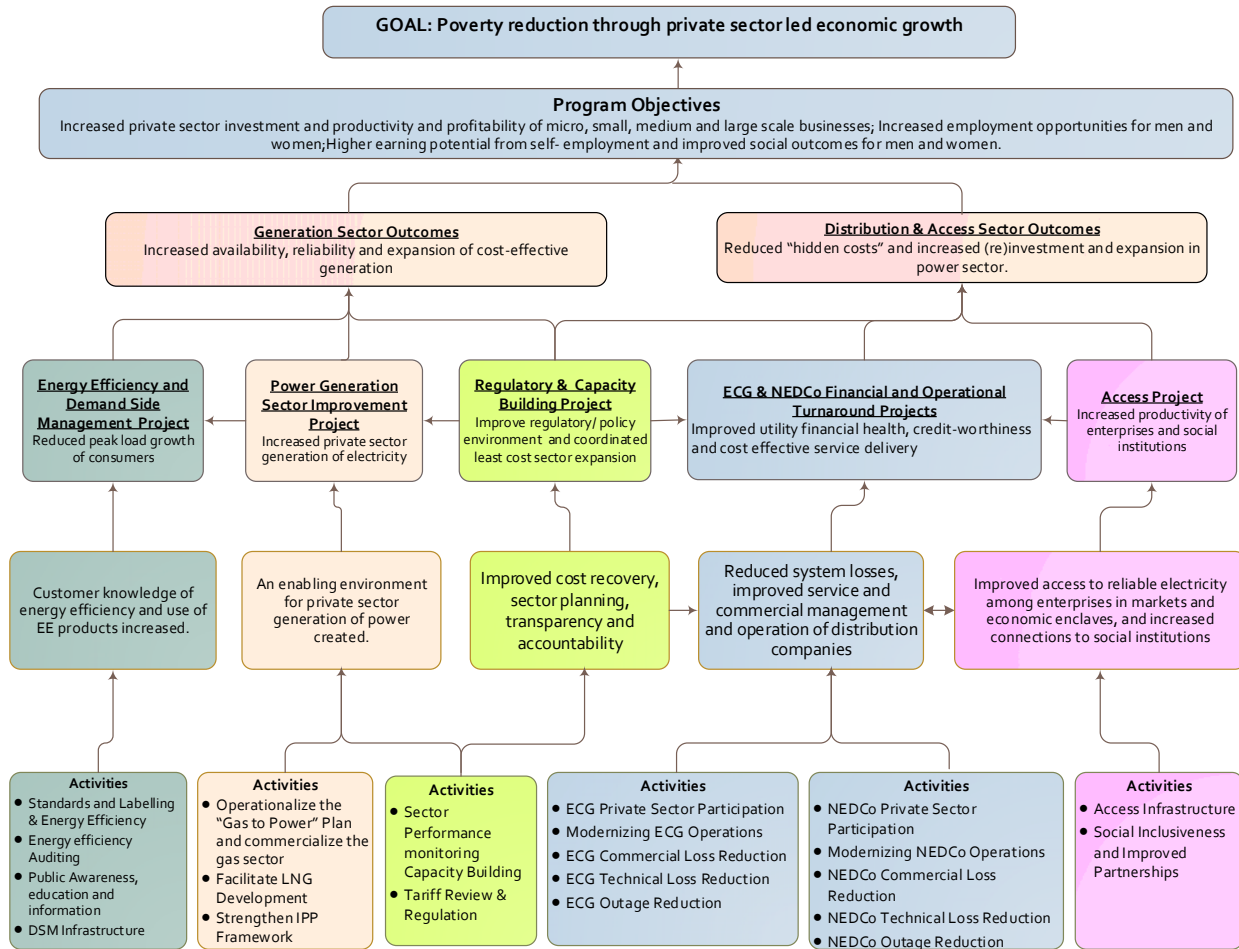 GOAL: Poverty reduction through private sector led economic growth
Program Objectives
Increased private sector investment and productivity and profitability of micro, small, medium and large scale businesses; Increased employment opportunities for men and
women;Higher earning potential from self- employment and improved social outcomes for men and women.
Generation Sector Outcomes
Increased availability, reliability and expansion of cost-effective
generation
Distribution & Access Sector Outcomes
Reduced “hidden costs” and increased (re)investment and expansion in
power sector.
Energy Efficiency and
Demand Side
Management Project
Reduced peak load growth
of consumers
Power Generation
Sector Improvement
Project
Increased private sector
generation of electricity
Regulatory & Capacity
Building Project
Improve regulatory/ policy
environment and coordinated
least cost sector expansion
ECG & NEDCo Financial and Operational
Turnaround Projects
Improved utility financial health, credit-worthiness
and cost effective service delivery
Access Project
Increased productivity of
enterprises and social
institutions
Customer knowledge of
energy efficiency and use of
EE products increased.
An enabling environment
for private sector
generation of power
created.
Improved cost recovery,
sector planning,
transparency and
accountability
Reduced system losses,
improved service and
commercial management
and operation of distribution
companies
Improved access to reliable electricity
among enterprises in markets and
economic enclaves, and increased
connections to social institutions
Activities
• Standards and Labelling
& Energy Efficiency
• Energy efficiency
Auditing
• Public Awareness,
education and
information
• DSM Infrastructure
Activities
• Operationalize the
“Gas to Power” Plan
and commercialize the
gas sector
• Facilitate LNG
Development
• Strengthen IPP
Framework
Activities
• Sector
Performance
monitoring
Capacity Building
• Tariff Review &
Regulation
Activities
• ECG Private Sector Participation
• Modernizing ECG Operations
• ECG Commercial Loss Reduction
• ECG Technical Loss Reduction
• ECG Outage Reduction
Activities
• NEDCo Private Sector
Participation
• Modernizing NEDCo Operations
• NEDCo Commercial Loss
Reduction
• NEDCo Technical Loss Reduction
• NEDCo Outage Reduction
Activities
• Access Infrastructure
• Social Inclusiveness
and Improved
Partnerships